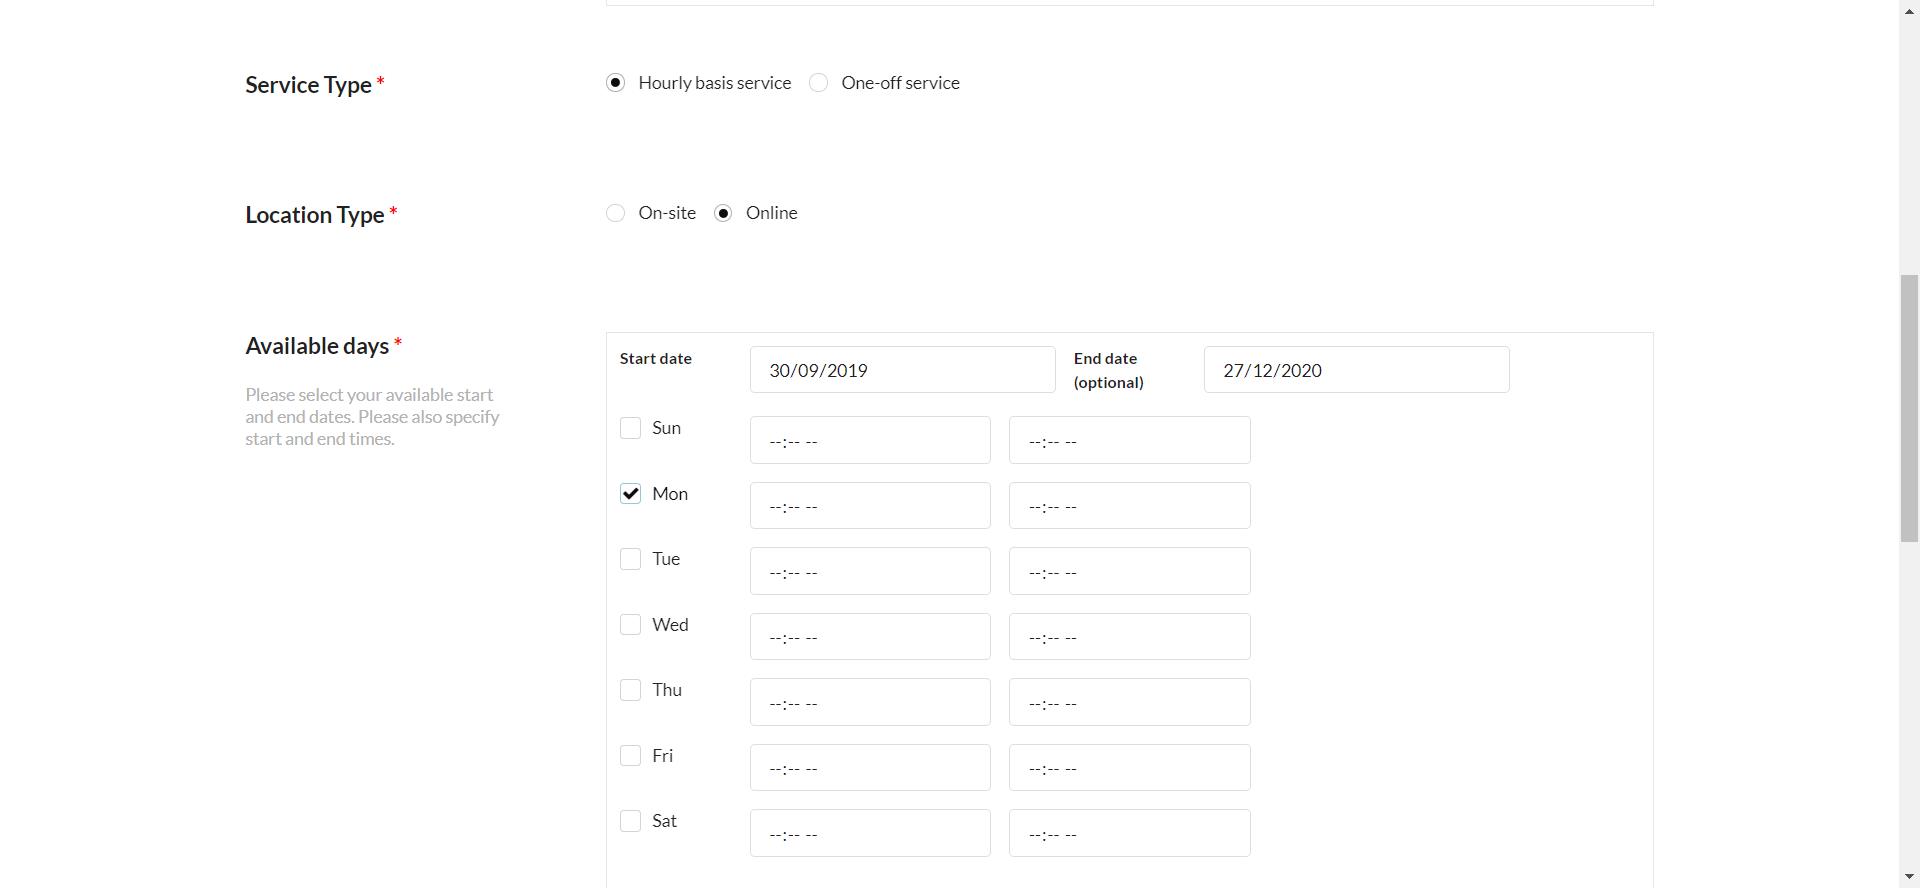 Service Type *
Hourly basis service One-off service
Location Type *
On-site Online
Available days *
Please select your available start
and end dates. Please also specify
start and end times.
Start date 30/09/2019 End date
(optional) 27/12/2020
Sun --:-- -- --:-- --
Mon --:-- -- --:-- --
Tue --:-- -- --:-- --
Wed --:-- -- --:-- --
Thu --:-- -- --:-- --
Fri --:-- -- --:-- --
Sat --:-- -- --:-- --